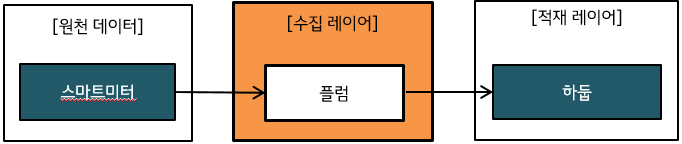 [원천 데이터]
스마트미터
[수집 레이어]
플럼
[적재 레이어]
하둡